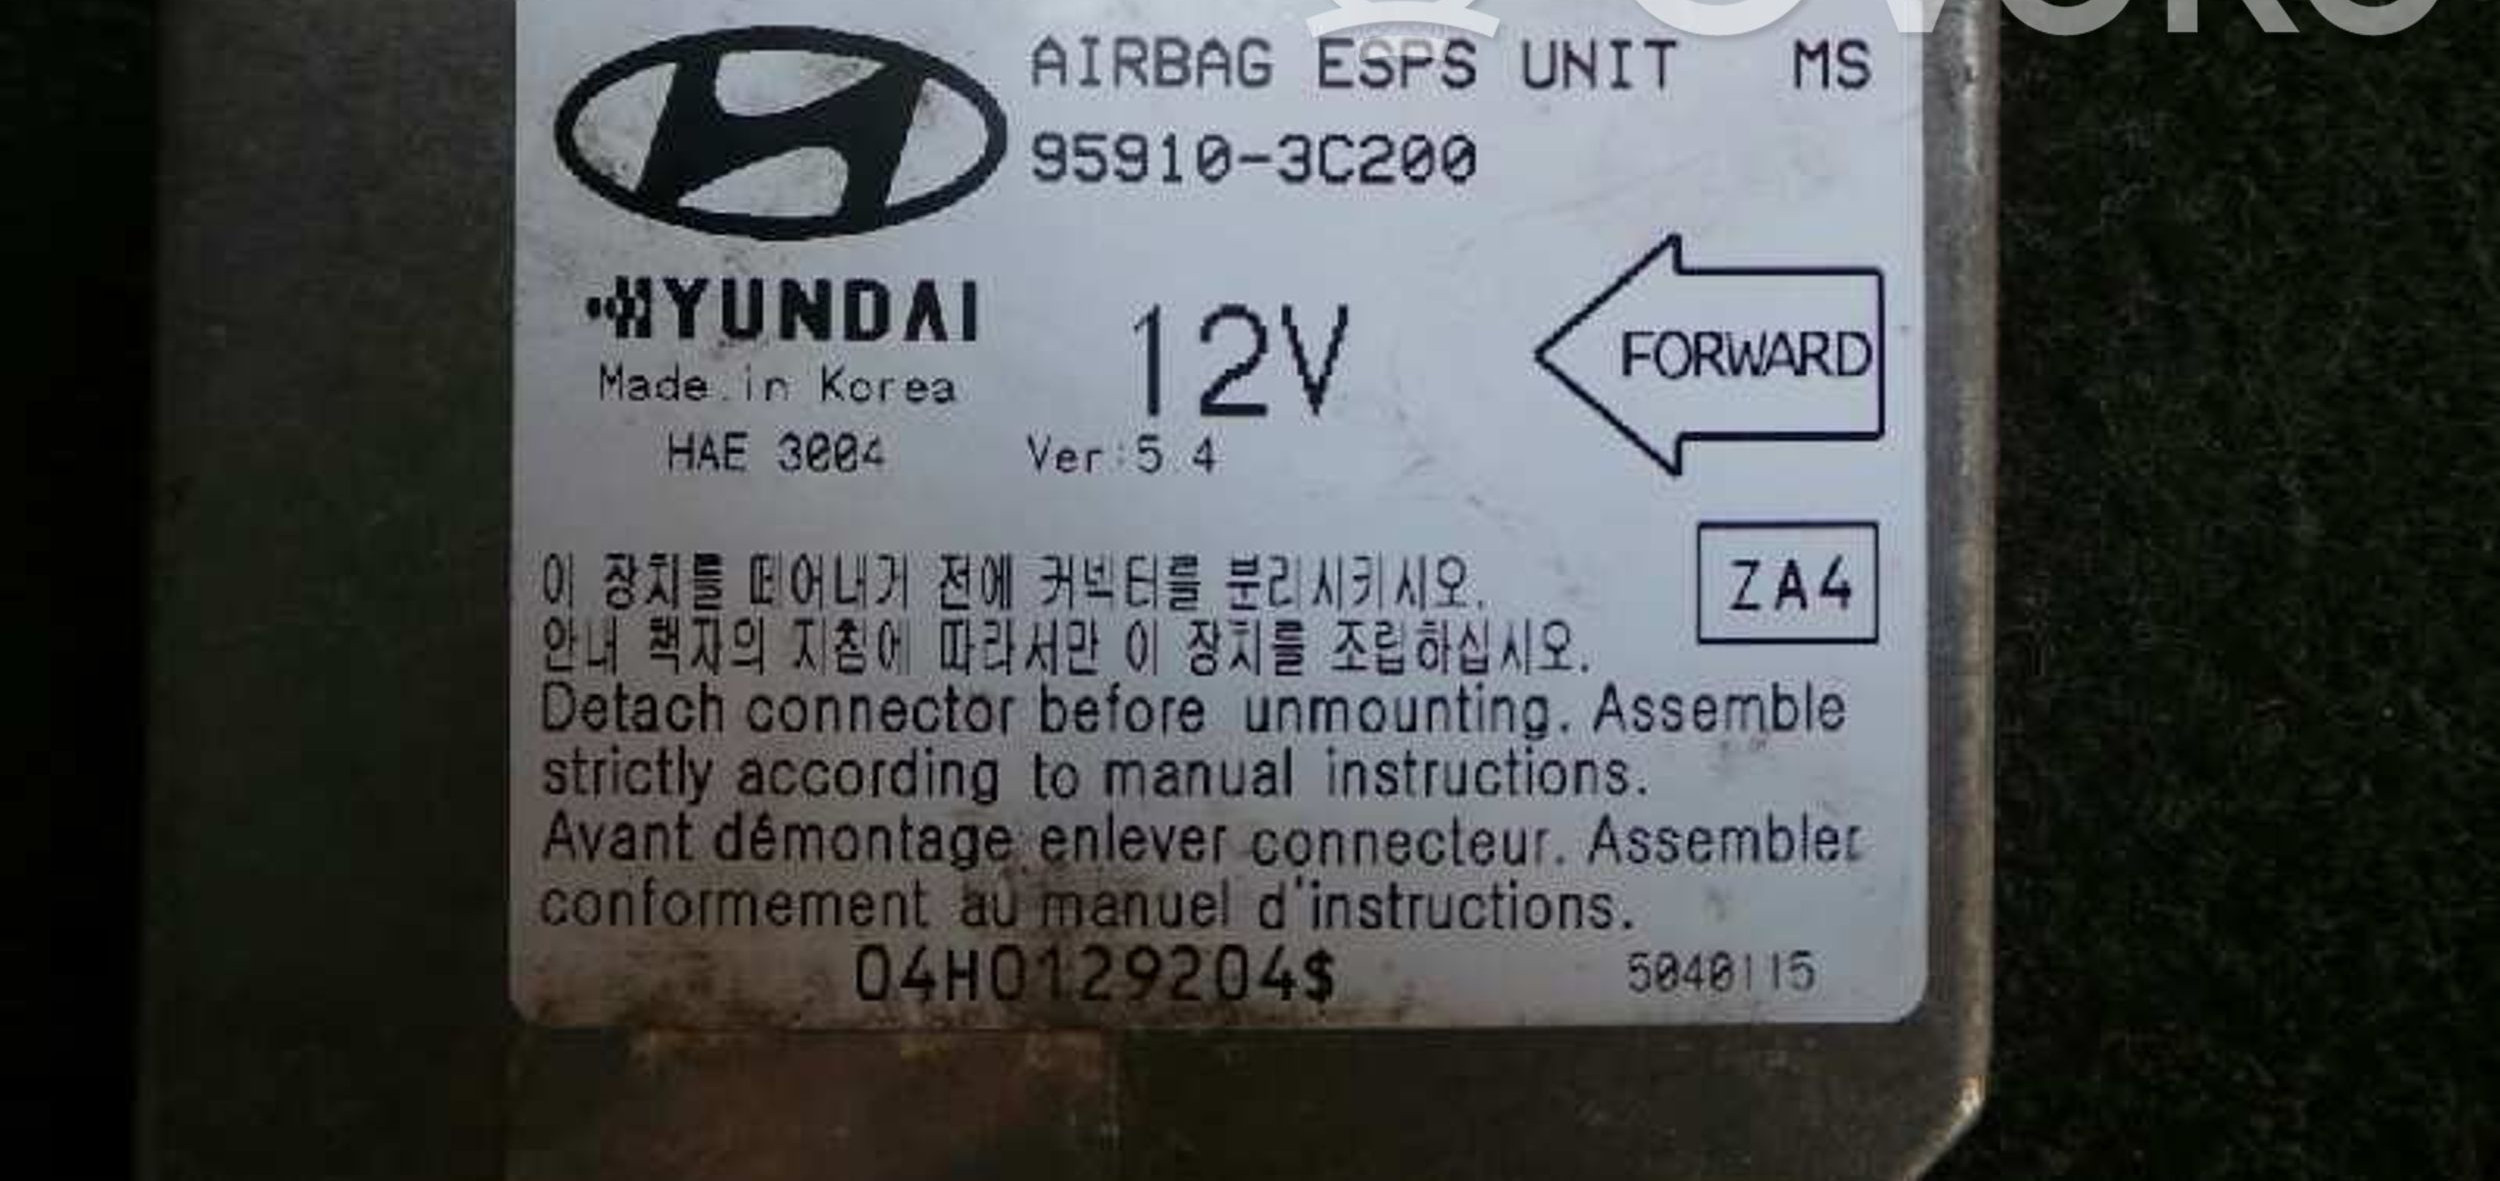 AIRBAG ESPS UNIT MS
95910-3C200
HYUNDAI
Made in Korea
12V
FORWARD
HAE 3004
Ver:5.4
ZA4
이 장치를 떼어내기 전에 커넥터를 분리시키시오.
안내 책자의 지침에 따라서만 이 장치를 조립하십시오.
Detach connector before unmounting. Assemble
strictly according to manual instructions.
Avant démontage enlever connecteur. Assembler
conformement au manuel d'instructions.
04H0129204$
5040115